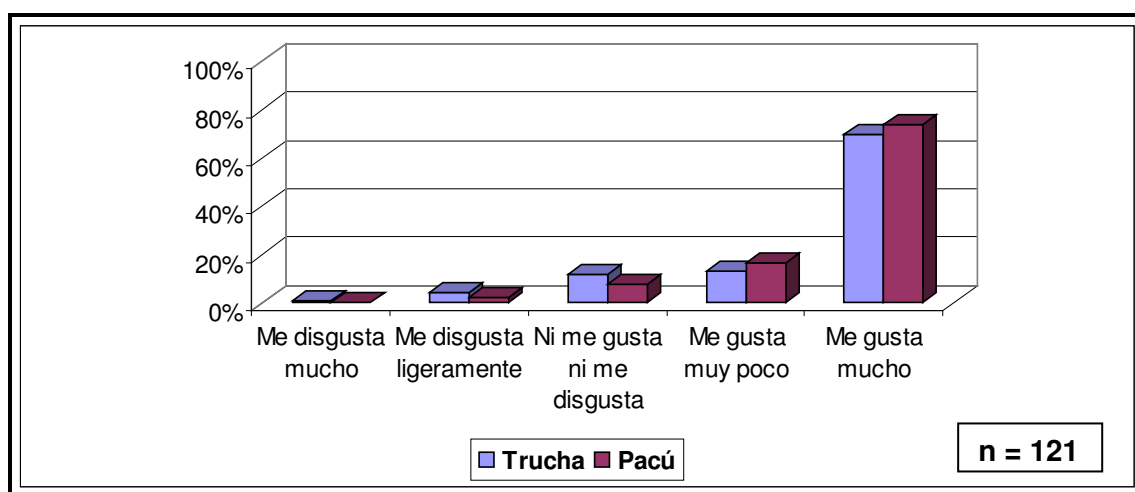 100%
80%
60%
40%
20%
0%
Me disgusta mucho
Me disgusta ligeramente
Ni me gusta ni me disgusta
Me gusta muy poco
Me gusta mucho
Trucha Pacú
n = 121